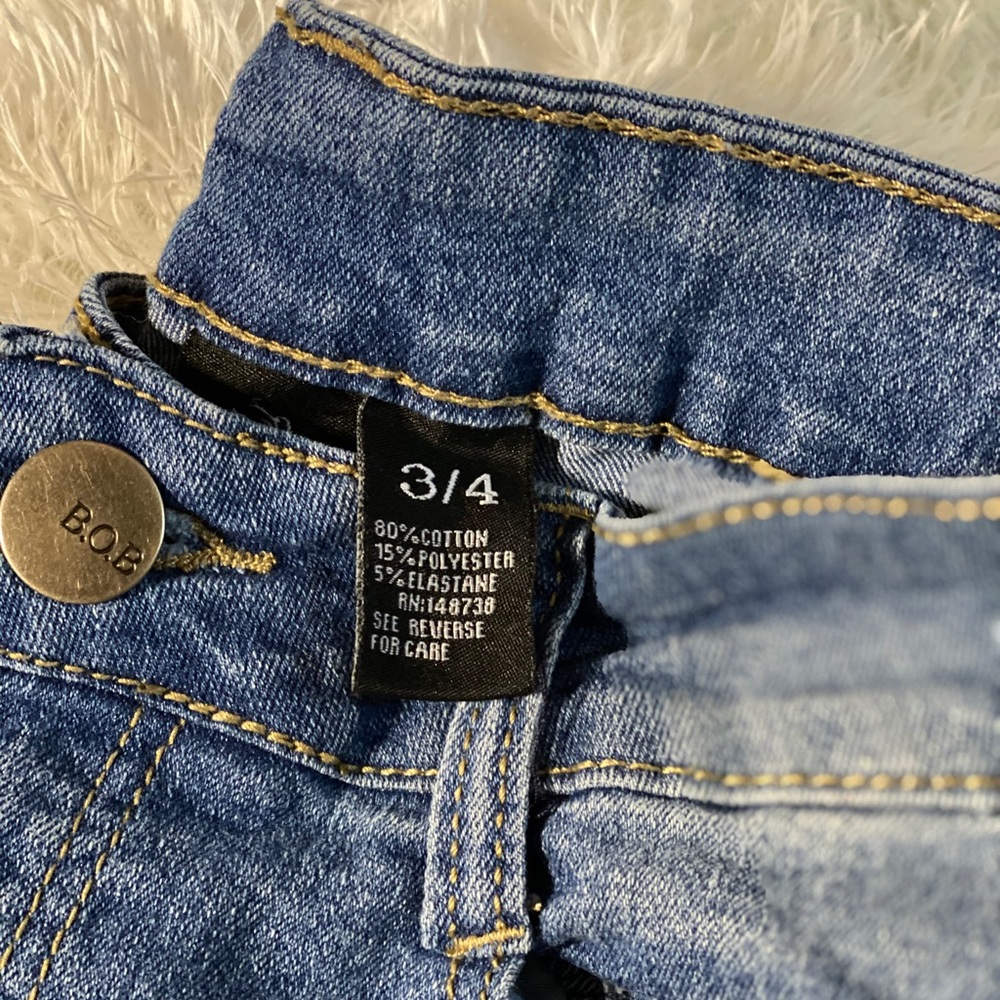 B.O.B
3/4
80%COTTON
15%POLYESTER
5%ELASTANE
RN:148738
SEE REVERSE
FOR CARE